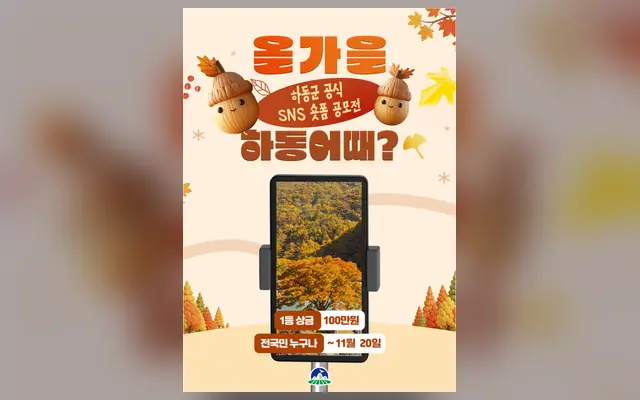 올가을
하동군 공식
SNS 숏폼 공모전
하동어때?
1등 상금 100만원
전국민 누구나 ~ 11월 20일